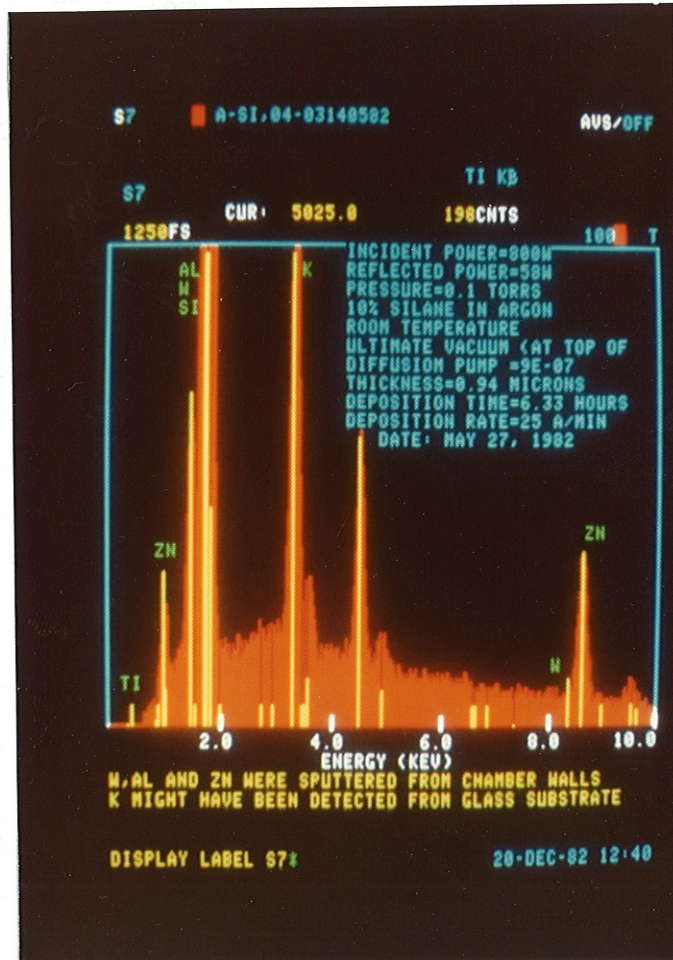 S7 A-SI,04-03140582 AVS/OFF
TI KB
S7
CUR: 5025.0 198CNTS
1250FS 100 T
INCIDENT POWER=800W
AL K REFLECTED POWER=58W
W PRESSURE=0.1 TORRS
SI 10% SILANE IN ARGON
ROOM TEMPERATURE
ULTIMATE VACUUM (AT TOP OF
DIFFUSION PUMP =9E-07
THICKNESS=0.94 MICRONS
DEPOSITION TIME=6.33 HOURS
DEPOSITION RATE=25 A/MIN
DATE: MAY 27, 1982
ZN
ZN
W
TI
2.0 4.0 6.0 8.0 10.0
ENERGY (KEV)
W,AL AND ZN WERE SPUTTERED FROM CHAMBER WALLS
K MIGHT HAVE BEEN DETECTED FROM GLASS SUBSTRATE
DISPLAY LABEL S7* 20-DEC-82 12:40